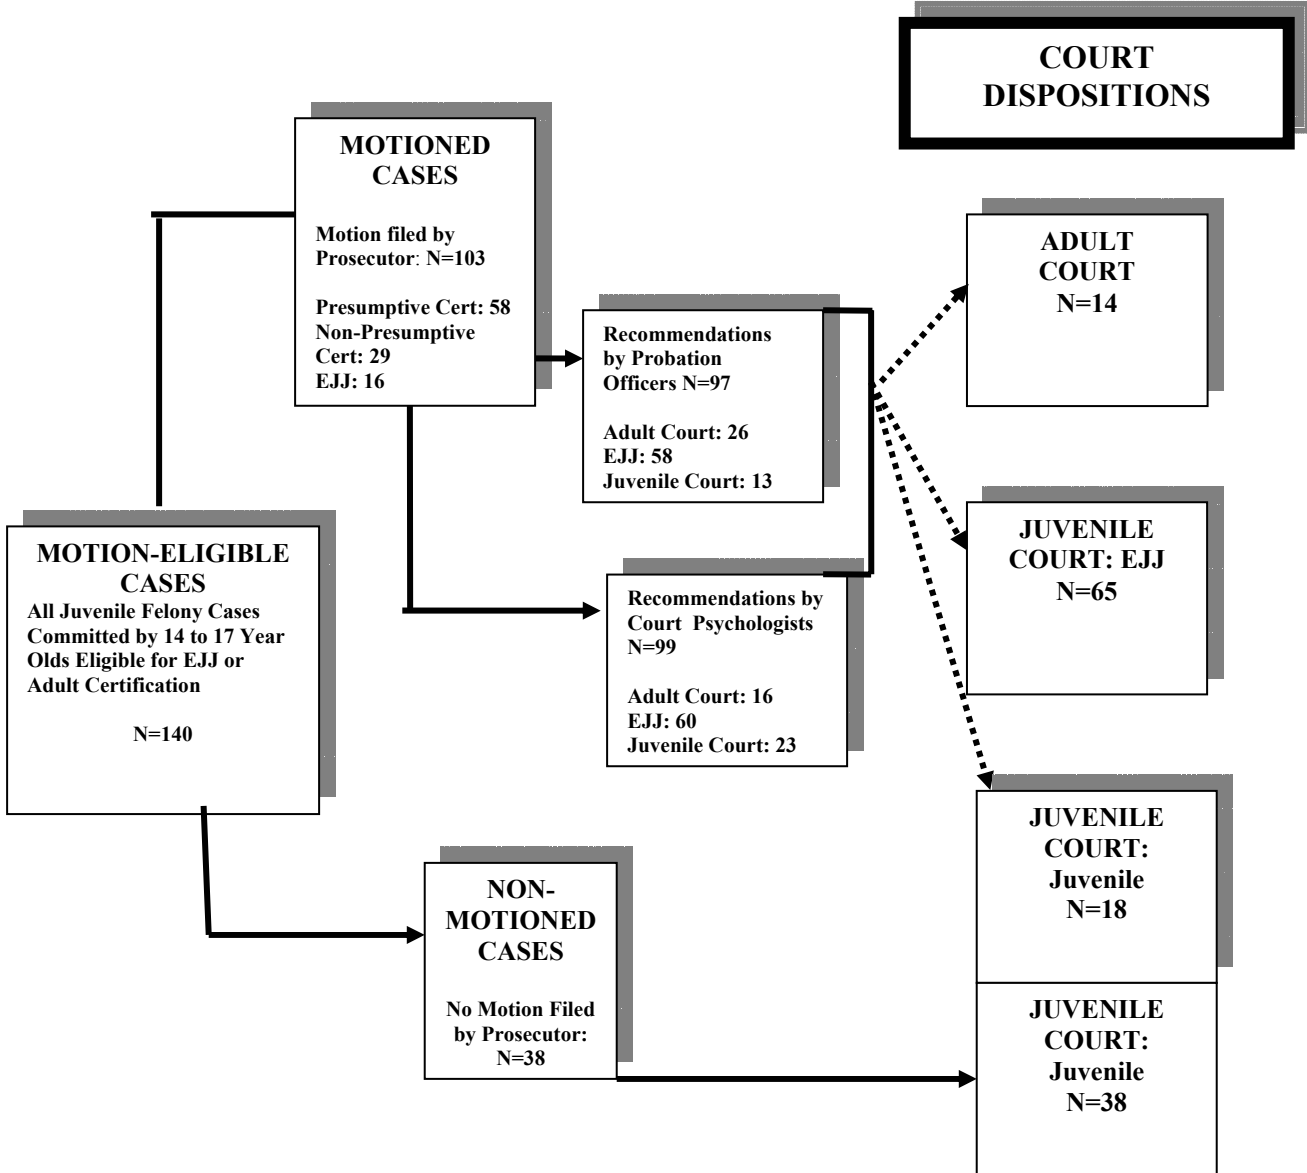 COURT
DISPOSITIONS
MOTIONED
CASES
Motion filed by
Prosecutor: N=103
Presumptive Cert: 58
Non-Presumptive
Cert: 29
EJJ: 16
ADULT
COURT
N=14
Recommendations
by Probation
Officers N=97
Adult Court: 26
EJJ: 58
Juvenile Court: 13
JUVENILE
COURT: EJJ
N=65
MOTION-ELIGIBLE
CASES
All Juvenile Felony Cases
Committed by 14 to 17 Year
Olds Eligible for EJJ or
Adult Certification
N=140
Recommendations by
Court Psychologists
N=99
Adult Court: 16
EJJ: 60
Juvenile Court: 23
JUVENILE
COURT:
Juvenile
N=18
NON-
MOTIONED
CASES
No Motion Filed
by Prosecutor:
N=38
JUVENILE
COURT:
Juvenile
N=38